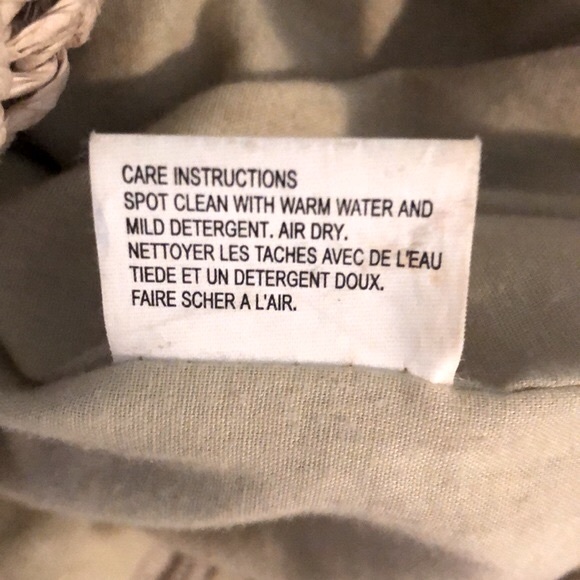 CARE INSTRUCTIONS
SPOT CLEAN WITH WARM WATER AND
MILD DETERGENT. AIR DRY.
NETTOYER LES TACHES AVEC DE L'EAU
TIEDE ET UN DETERGENT DOUX.
FAIRE SCHER A L'AIR.